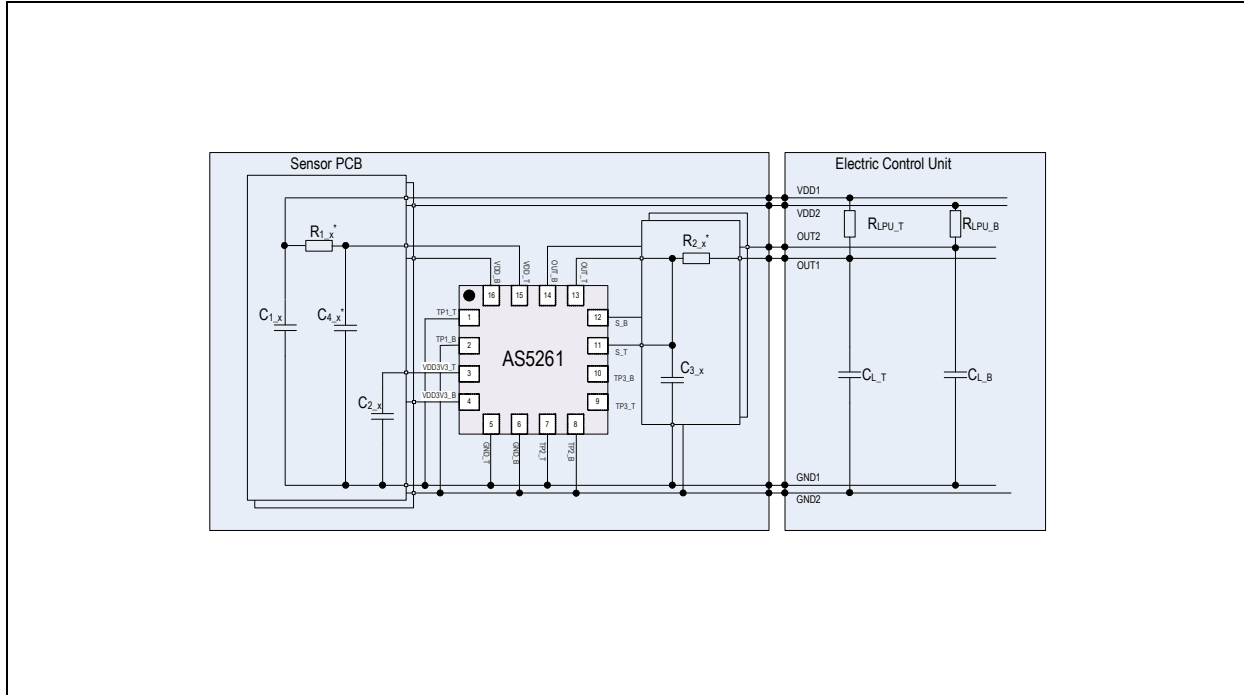 Sensor PCB
Electric Control Unit
VDD1
VDD2
R1_x*
R2_x*
RLPU_T
RLPU_B
OUT2
OUT1
VDD_B
VDD_T
OUT_B
OUT_T
16
15
14
13
C1_x
C4_x*
TP1_T
1
12
S_B
TP1_B
2
11
S_T
AS5261
VDD3V3_T
3
10
TP3_B
C3_x
CL_T
CL_B
C2_x
VDD3V3_B
4
9
TP3_T
5
6
7
8
GND_T
GND_B
TP2_T
TP2_B
GND1
GND2